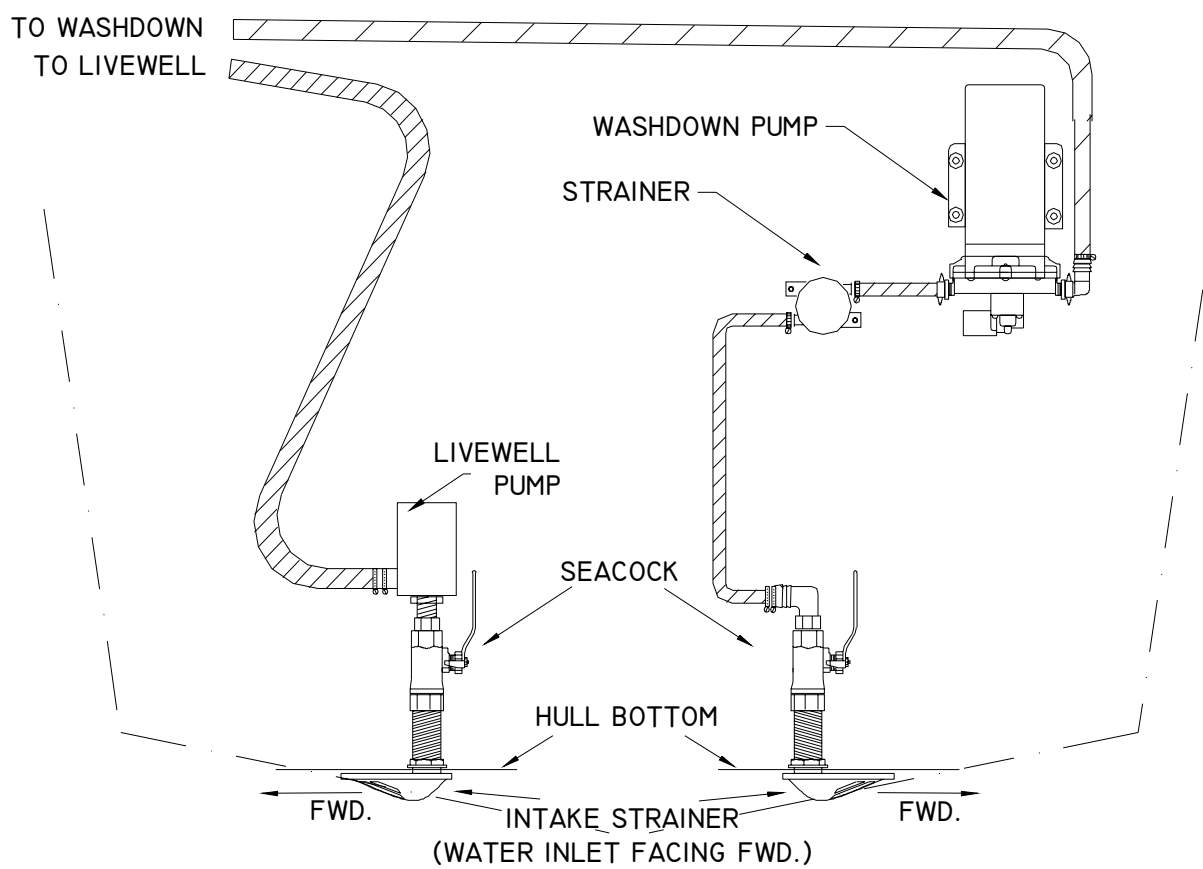 TO WASHDOWN
TO LIVEWELL
WASHDOWN PUMP
STRAINER
LIVEWELL
PUMP
SEACOCK
HULL BOTTOM
FWD.
INTAKE STRAINER
(WATER INLET FACING FWD.)
FWD.